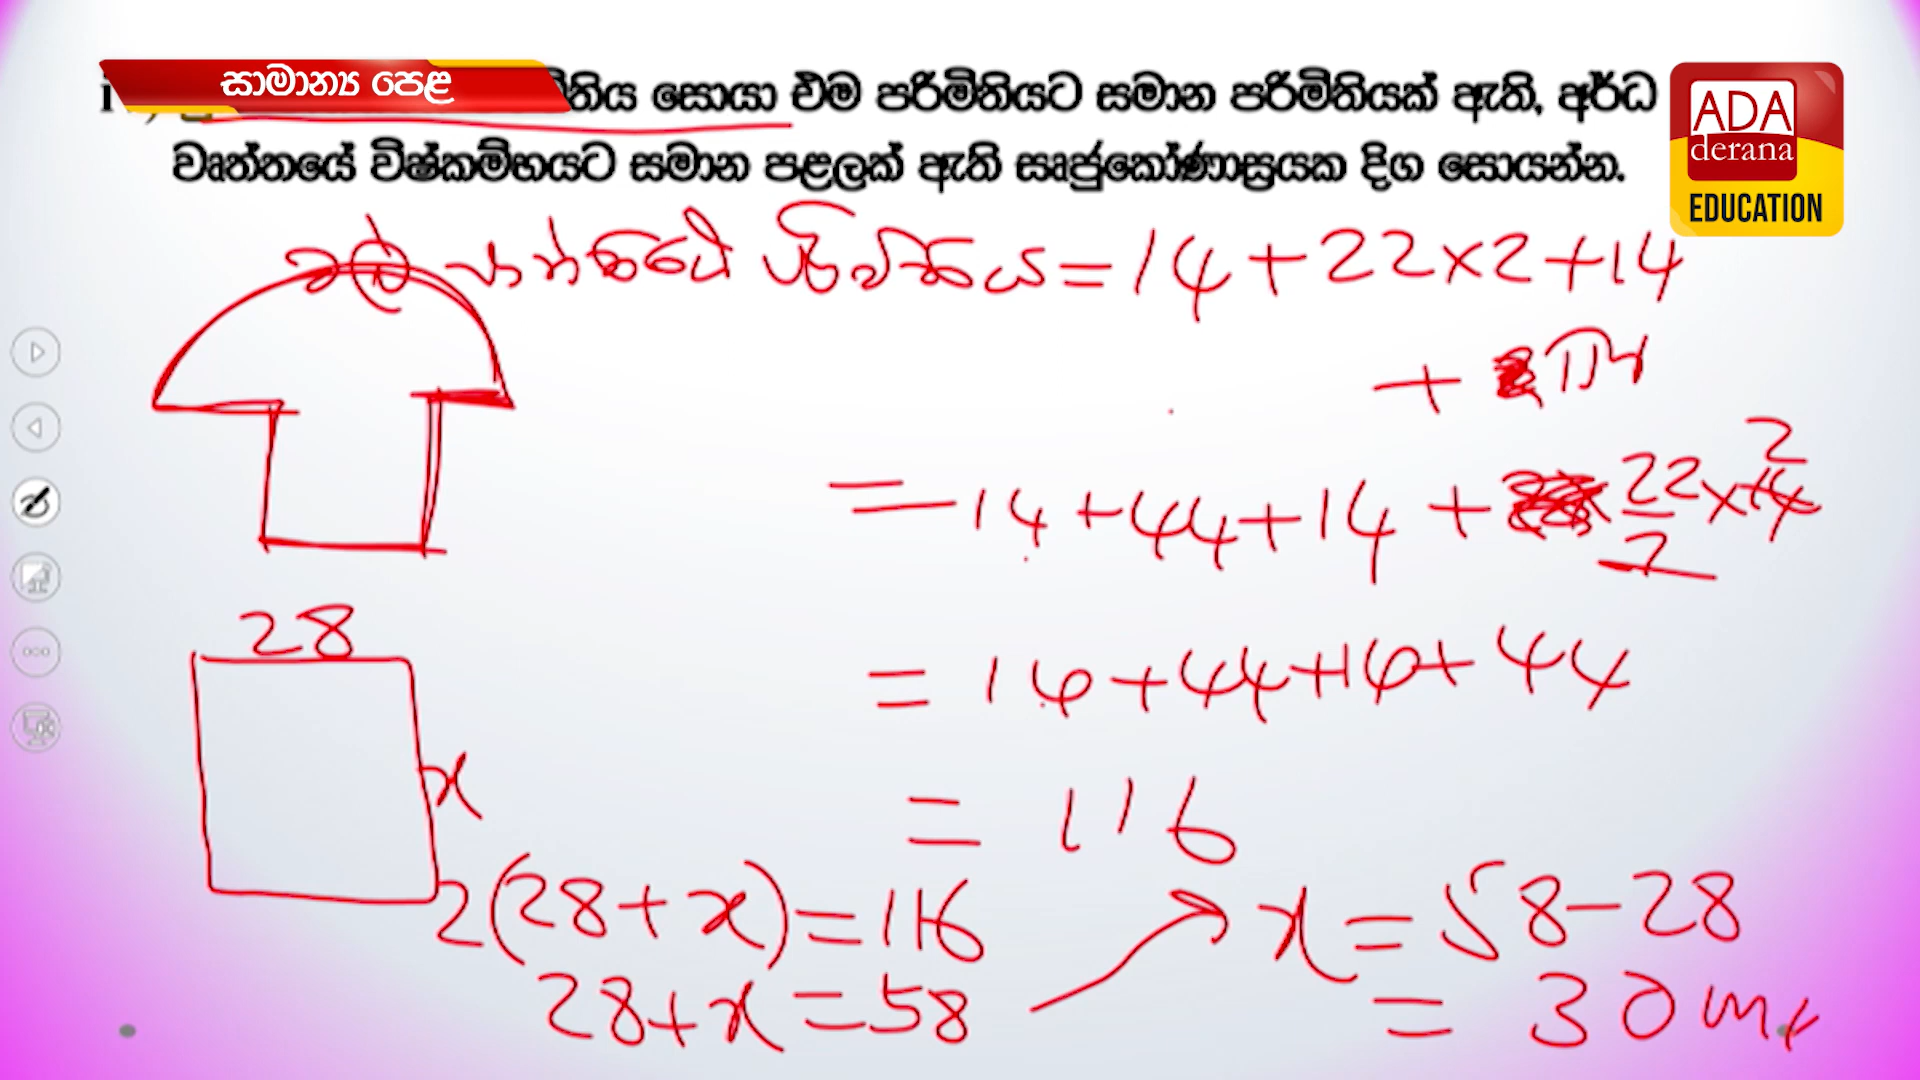 සාමාන්‍ය පෙළ
සොයා එම පරිමිතියට සමාන පරිමිතියක් ඇති, අර්ධ
වෘත්තයේ විෂ්කම්භයට සමාන පළලක් ඇති සෘජුකෝණාස්‍රයක දිග සොයන්න.
ADA
derana
EDUCATION
= 14 + 22 x 2 + 14
+ πr
= 14 + 44 + 14 + 22/7 x 14 2
= 14 + 44 + 14 + 44
= 116
28
x
2(28 + x) = 116
28 + x = 58
x = 58 - 28
= 30 m